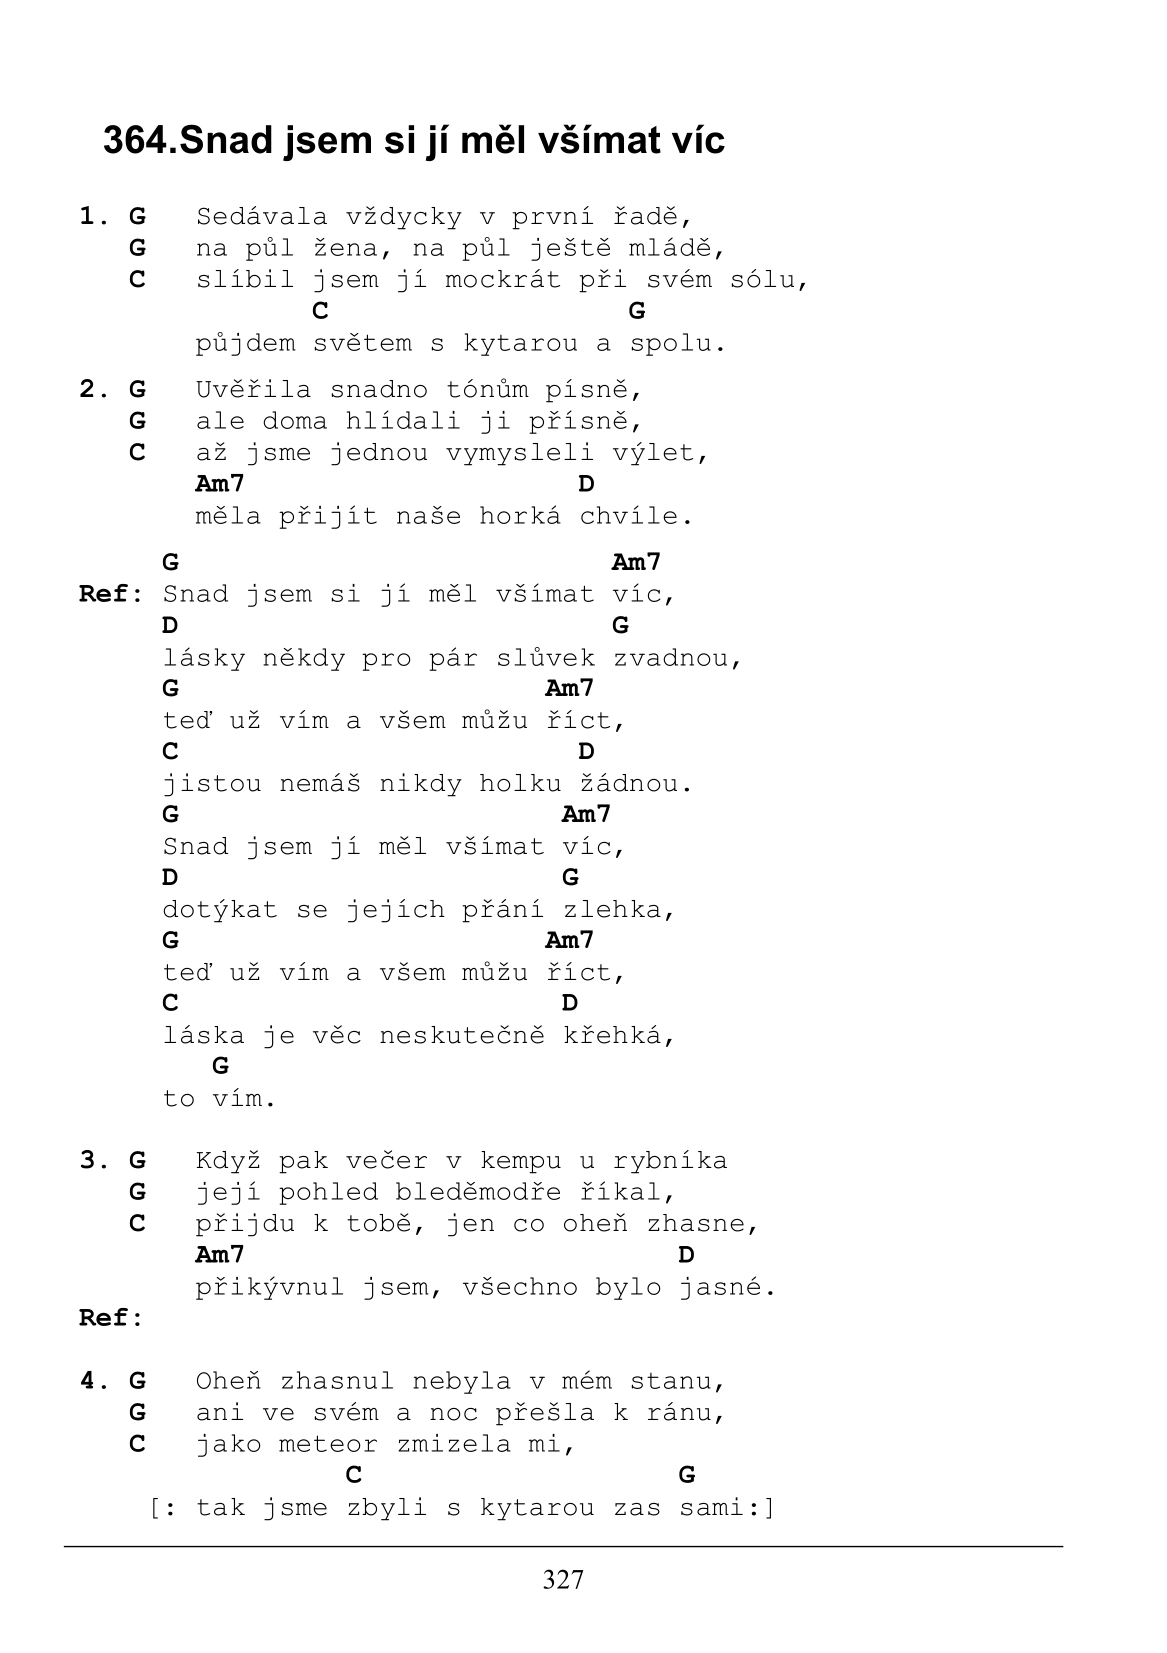 364.Snad jsem si jí měl všímat víc
1. G   Sedávala vždycky v první řadě,
   G   na půl žena, na půl ještě mládě,
   C   slíbil jsem jí mockrát při svém sólu,
              C                  G
       půjdem světem s kytarou a spolu.
2. G   Uvěřila snadno tónům písně,
   G   ale doma hlídali ji přísně,
   C   až jsme jednou vymysleli výlet,
       Am7                    D
       měla přijít naše horká chvíle.
     G                          Am7
Ref: Snad jsem si jí měl všímat víc,
     D                          G
     lásky někdy pro pár slůvek zvadnou,
     G                      Am7
     teď už vím a všem můžu říct,
     C                        D
     jistou nemáš nikdy holku žádnou.
     G                       Am7
     Snad jsem jí měl všímat víc,
     D                       G
     dotýkat se jejích přání zlehka,
     G                      Am7
     teď už vím a všem můžu říct,
     C                       D
     láska je věc neskutečně křehká,
        G
     to vím.
3. G   Když pak večer v kempu u rybníka
   G   její pohled bleděmodře říkal,
   C   přijdu k tobě, jen co oheň zhasne,
       Am7                          D
       přikývnul jsem, všechno bylo jasné.
Ref:
4. G   Oheň zhasnul nebyla v mém stanu,
   G   ani ve svém a noc přešla k ránu,
   C   jako meteor zmizela mi,
                C                   G
    [: tak jsme zbyli s kytarou zas sami:]
327